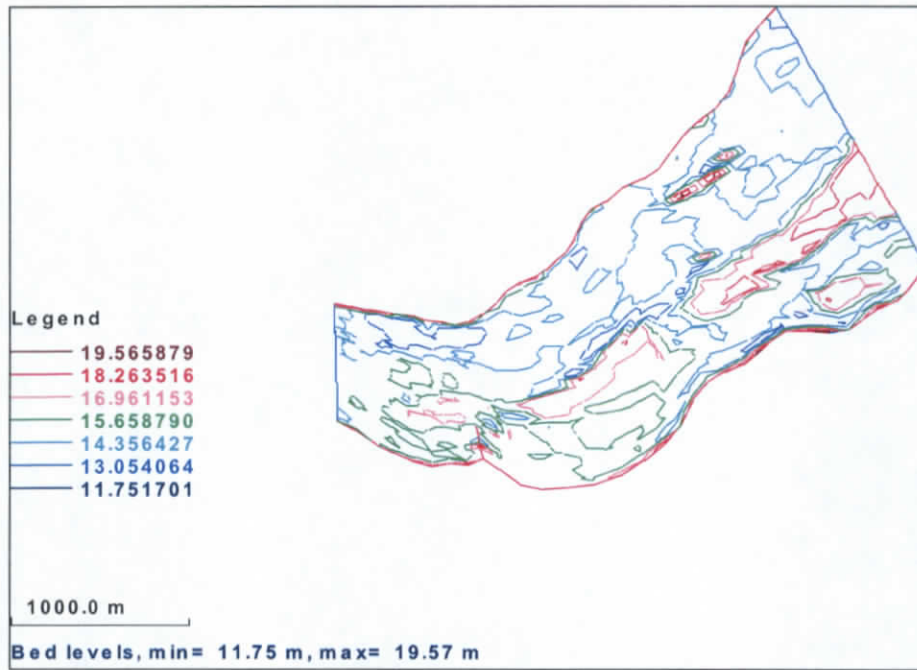 Legend
19.565879
18.263516
16.961153
15.658790
14.356427
13.054064
11.751701
1000.0 m
Bed levels, min= 11.75 m, max= 19.57 m